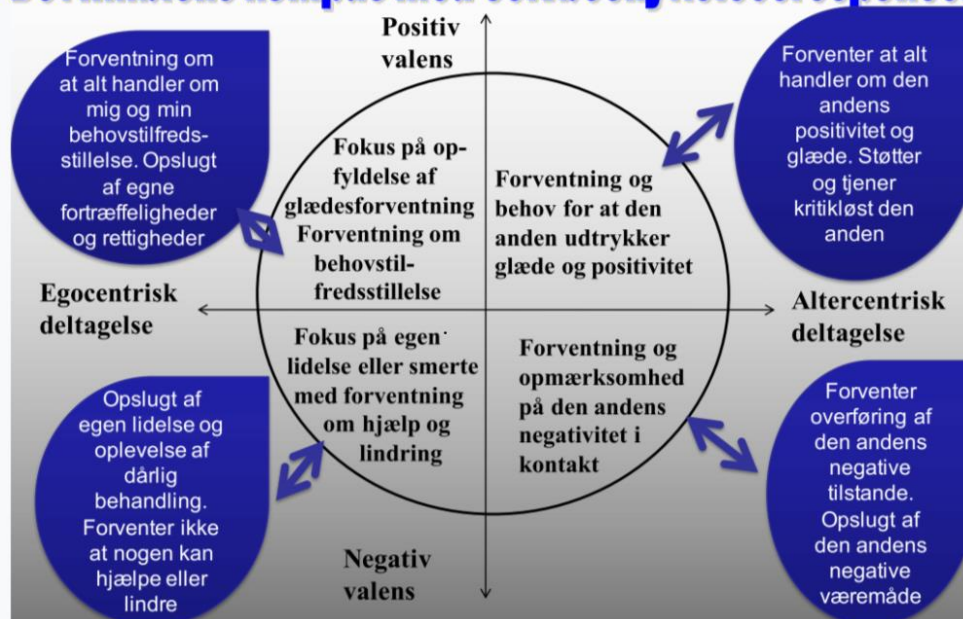 Positiv
valens
Forventning om
at alt handler om
mig og min
behovstilfreds-
stillelse. Opslugt
af egne
fortræffeligheder
og rettigheder
Forventer at alt
handler om den
andens
positivitet og
glæde. Støtter
og tjener
kritikløst den
anden
Fokus på op-
fyldelse af
glædesforventning
Forventning om
behovstil-
fredsstillelse
Forventning og
behov for at den
anden udtrykker
glæde og positivitet
Egocentrisk
deltagelse
Altercentrisk
deltagelse
Fokus på egen
lidelse eller smerte
med forventning
om hjælp og
lindring
Forventning og
opmærksomhed
på den andens
negativitet i
kontakt
Opslugt af
egen lidelse og
oplevelse af
dårlig
behandling.
Forventer ikke
at nogen kan
hjælpe eller
lindre
Forventer
overføring af
den andens
negative
tilstande.
Opslugt af
den andens
negative
væremåde
Negativ
valens